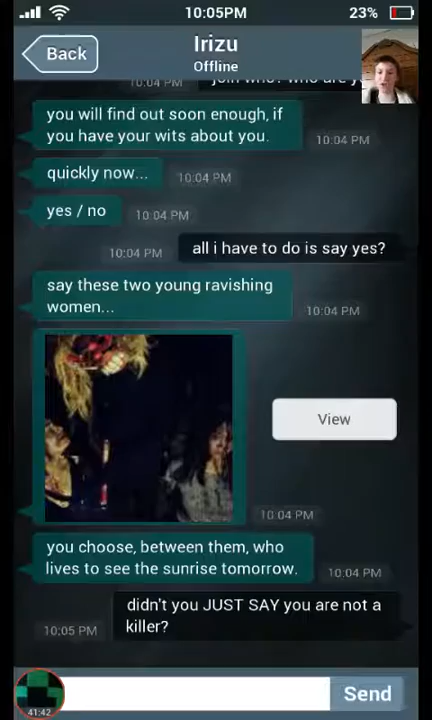 10:05PM
23%
Back
Irizu
Offline
10:04 PM
you will find out soon enough, if
you have your wits about you.
10:04 PM
quickly now...
10:04 PM
yes / no
10:04 PM
all i have to do is say yes?
10:04 PM
say these two young ravishing
women...
10:04 PM
View
10:04 PM
you choose, between them, who
lives to see the sunrise tomorrow.
10:04 PM
didn't you JUST SAY you are not a
killer?
10:05 PM
41:42
Send